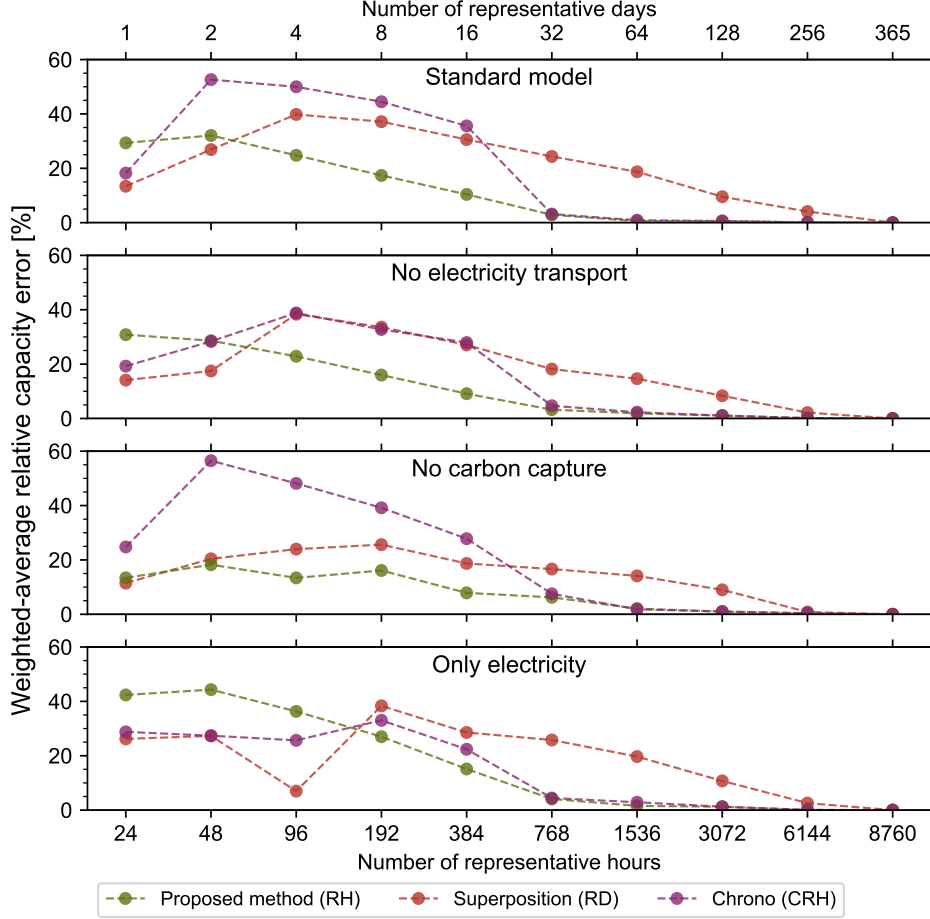 Number of representative days
1 2 4 8 16 32 64 128 256 365
Weighted-average relative capacity error [%]
Standard model
60
40
20
0
No electricity transport
60
40
20
0
No carbon capture
60
40
20
0
Only electricity
60
40
20
0
24 48 96 192 384 768 1536 3072 6144 8760
Number of representative hours
Proposed method (RH) Superposition (RD) Chrono (CRH)